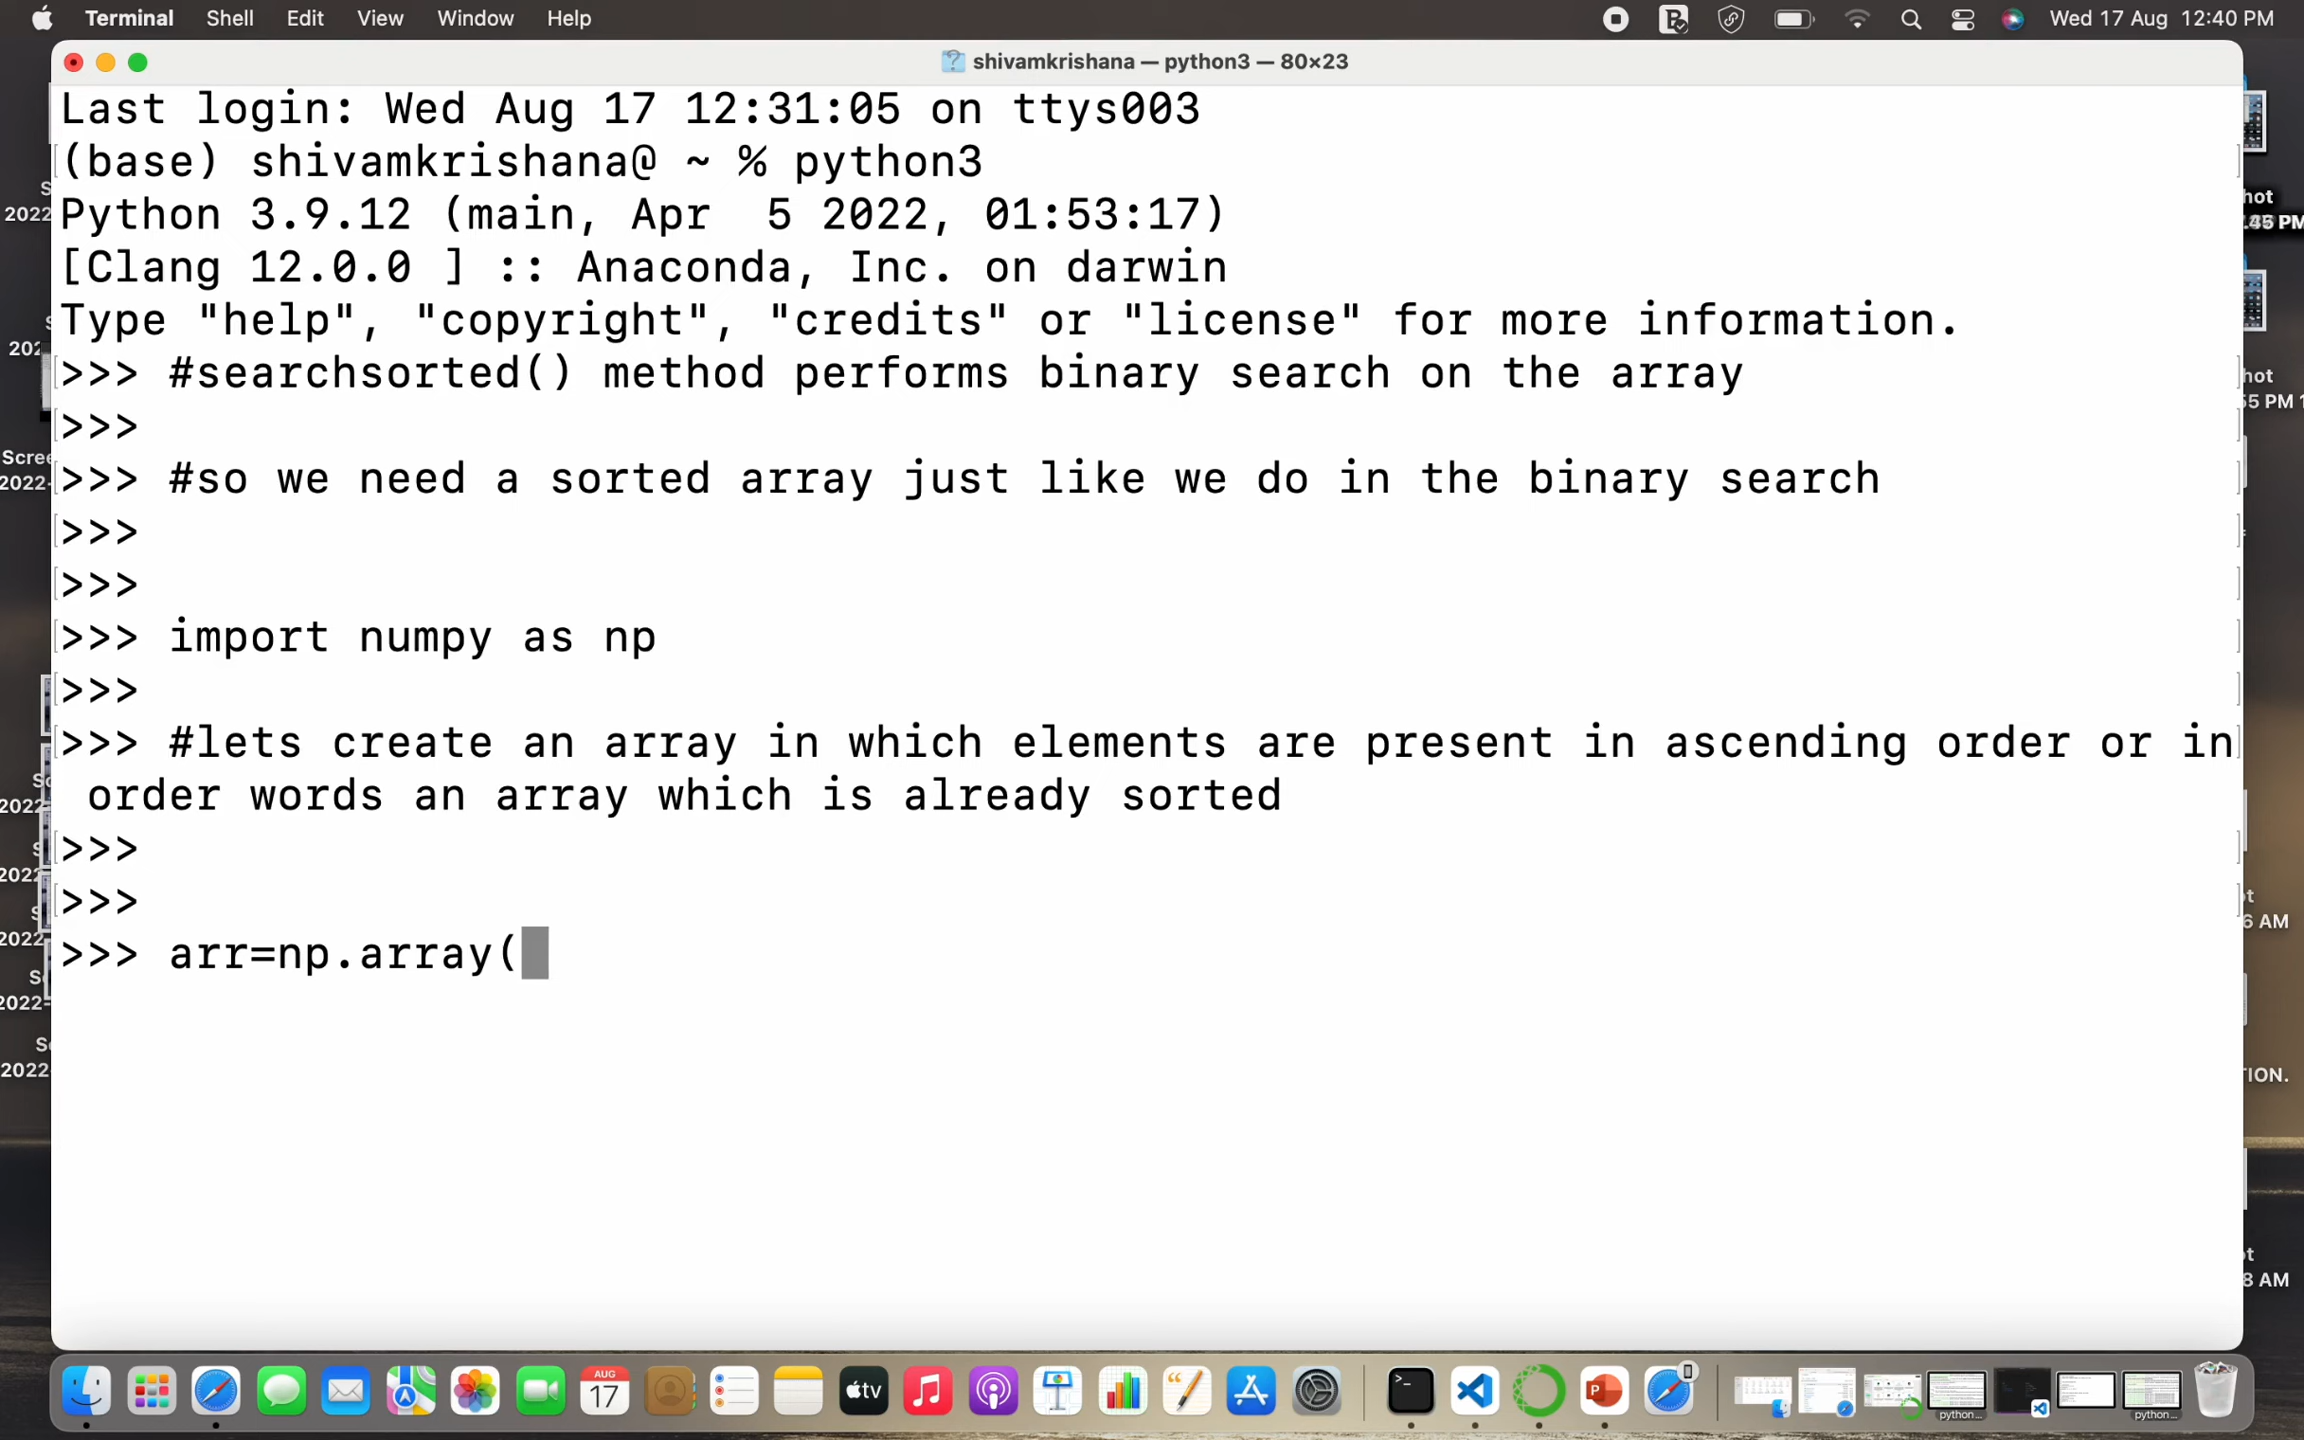 Terminal Shell Edit View Window Help Wed 17 Aug 12:40 PM
shivamkrishana — python3 — 80×23
Last login: Wed Aug 17 12:31:05 on ttys003
(base) shivamkrishana@ ~ % python3
Python 3.9.12 (main, Apr  5 2022, 01:53:17)
[Clang 12.0.0 ] :: Anaconda, Inc. on darwin
Type "help", "copyright", "credits" or "license" for more information.
>>> #searchsorted() method performs binary search on the array
>>>
>>> #so we need a sorted array just like we do in the binary search
>>>
>>>
>>> import numpy as np
>>>
>>> #lets create an array in which elements are present in ascending order or in
order words an array which is already sorted
>>>
>>>
>>> arr=np.array(
AUG
17
tv
python...
python...